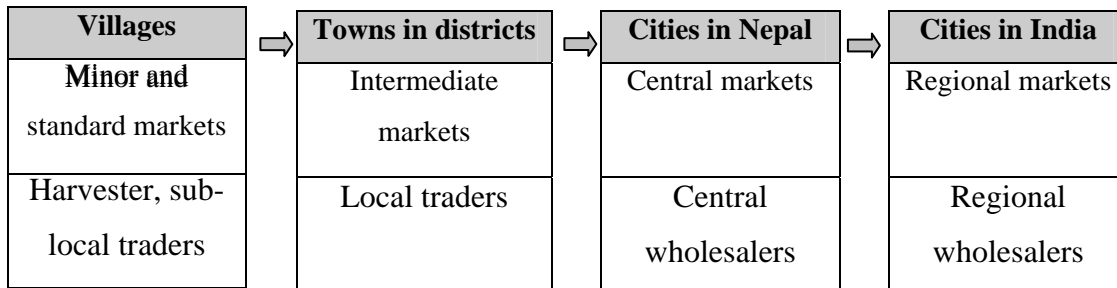 Villages
Minor and
standard markets
Harvester, sub-
local traders
Towns in districts
Intermediate
markets
Local traders
Cities in Nepal
Central markets
Central
wholesalers
Cities in India
Regional markets
Regional
wholesalers